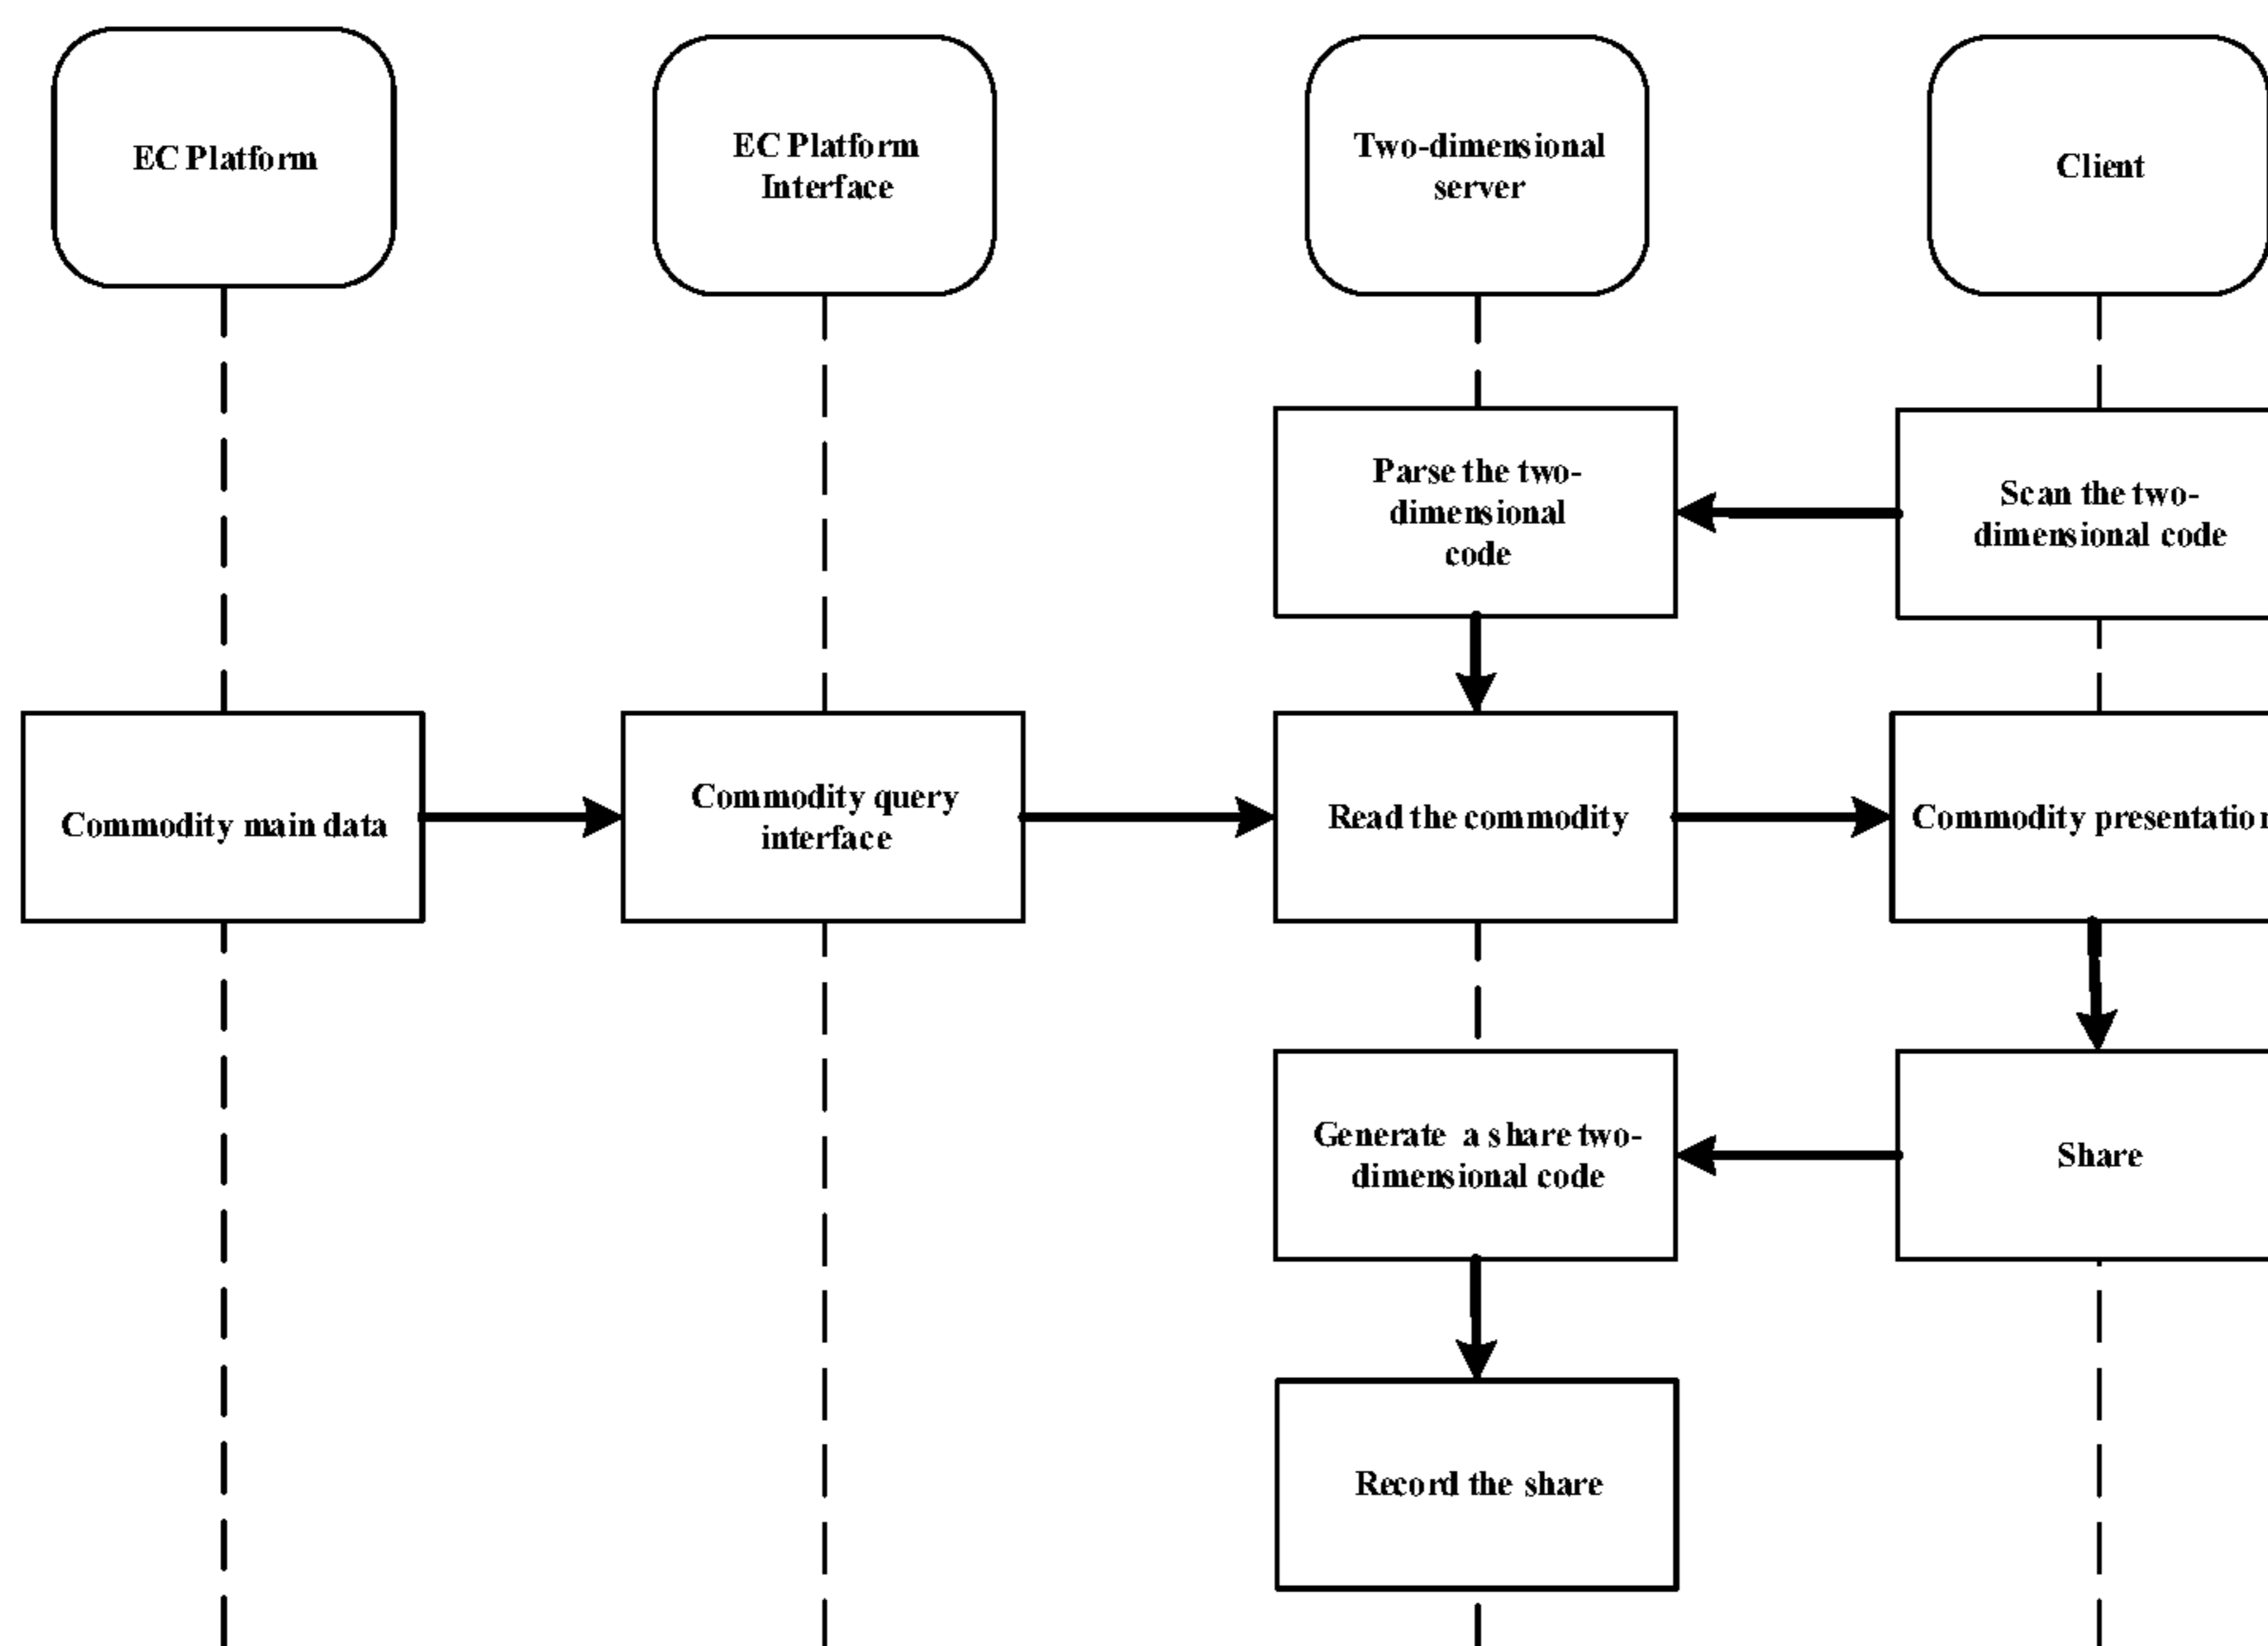 EC Platform
EC Platform
Interface
Two-dimensional
server
Client
Parse the two-
dimensional
code
Scan the two-
dimensional code
Commodity main data
Commodity query
interface
Read the commodity
Commodity presentation
Generate a share two-
dimensional code
Share
Record the share